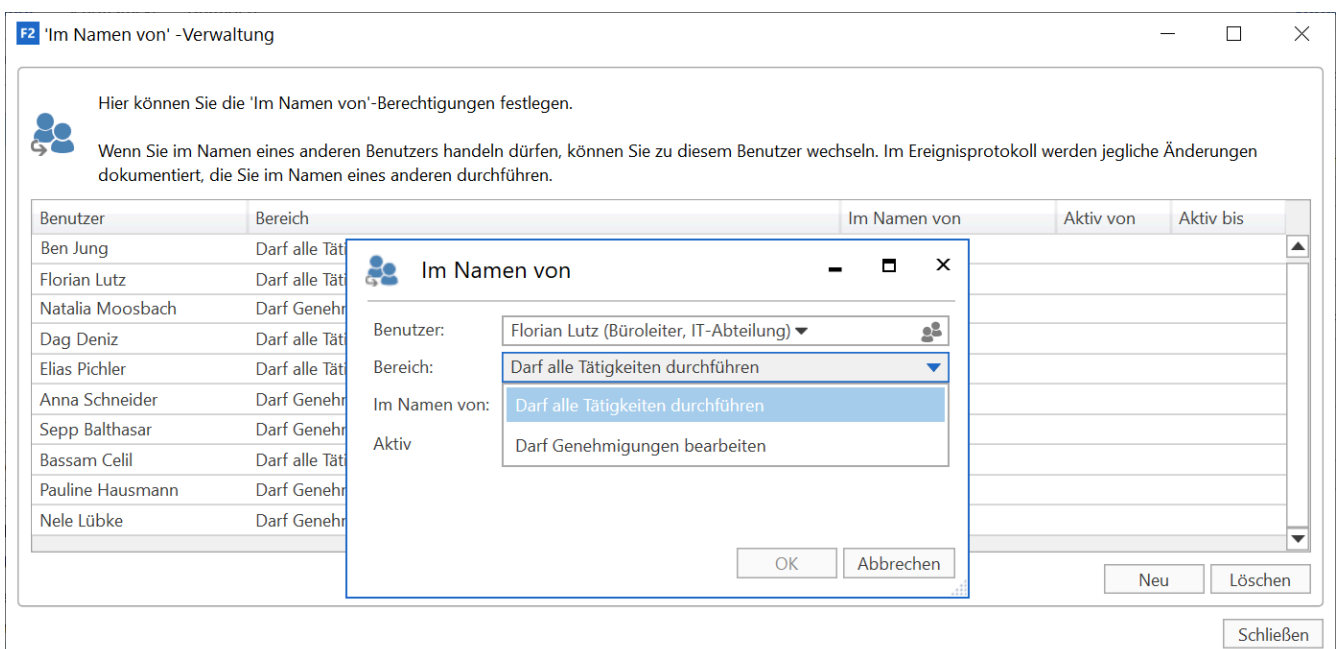 F2 'Im Namen von' -Verwaltung
Hier können Sie die 'Im Namen von'-Berechtigungen festlegen.
Wenn Sie im Namen eines anderen Benutzers handeln dürfen, können Sie zu diesem Benutzer wechseln. Im Ereignisprotokoll werden jegliche Änderungen
dokumentiert, die Sie im Namen eines anderen durchführen.
Benutzer Bereich Im Namen von Aktiv von Aktiv bis
Ben Jung Darf alle Täti
Florian Lutz Darf alle Täti
Natalia Moosbach Darf Genehr
Dag Deniz Darf alle Täti
Elias Pichler Darf alle Täti
Anna Schneider Darf Genehr
Sepp Balthasar Darf Genehr
Bassam Celil Darf alle Täti
Pauline Hausmann Darf Genehr
Nele Lübke Darf Genehr
Im Namen von
Benutzer: Florian Lutz (Büroleiter, IT-Abteilung)
Bereich: Darf alle Tätigkeiten durchführen
Im Namen von: Darf alle Tätigkeiten durchführen
Aktiv Darf Genehmigungen bearbeiten
OK Abbrechen
Neu Löschen
Schließen